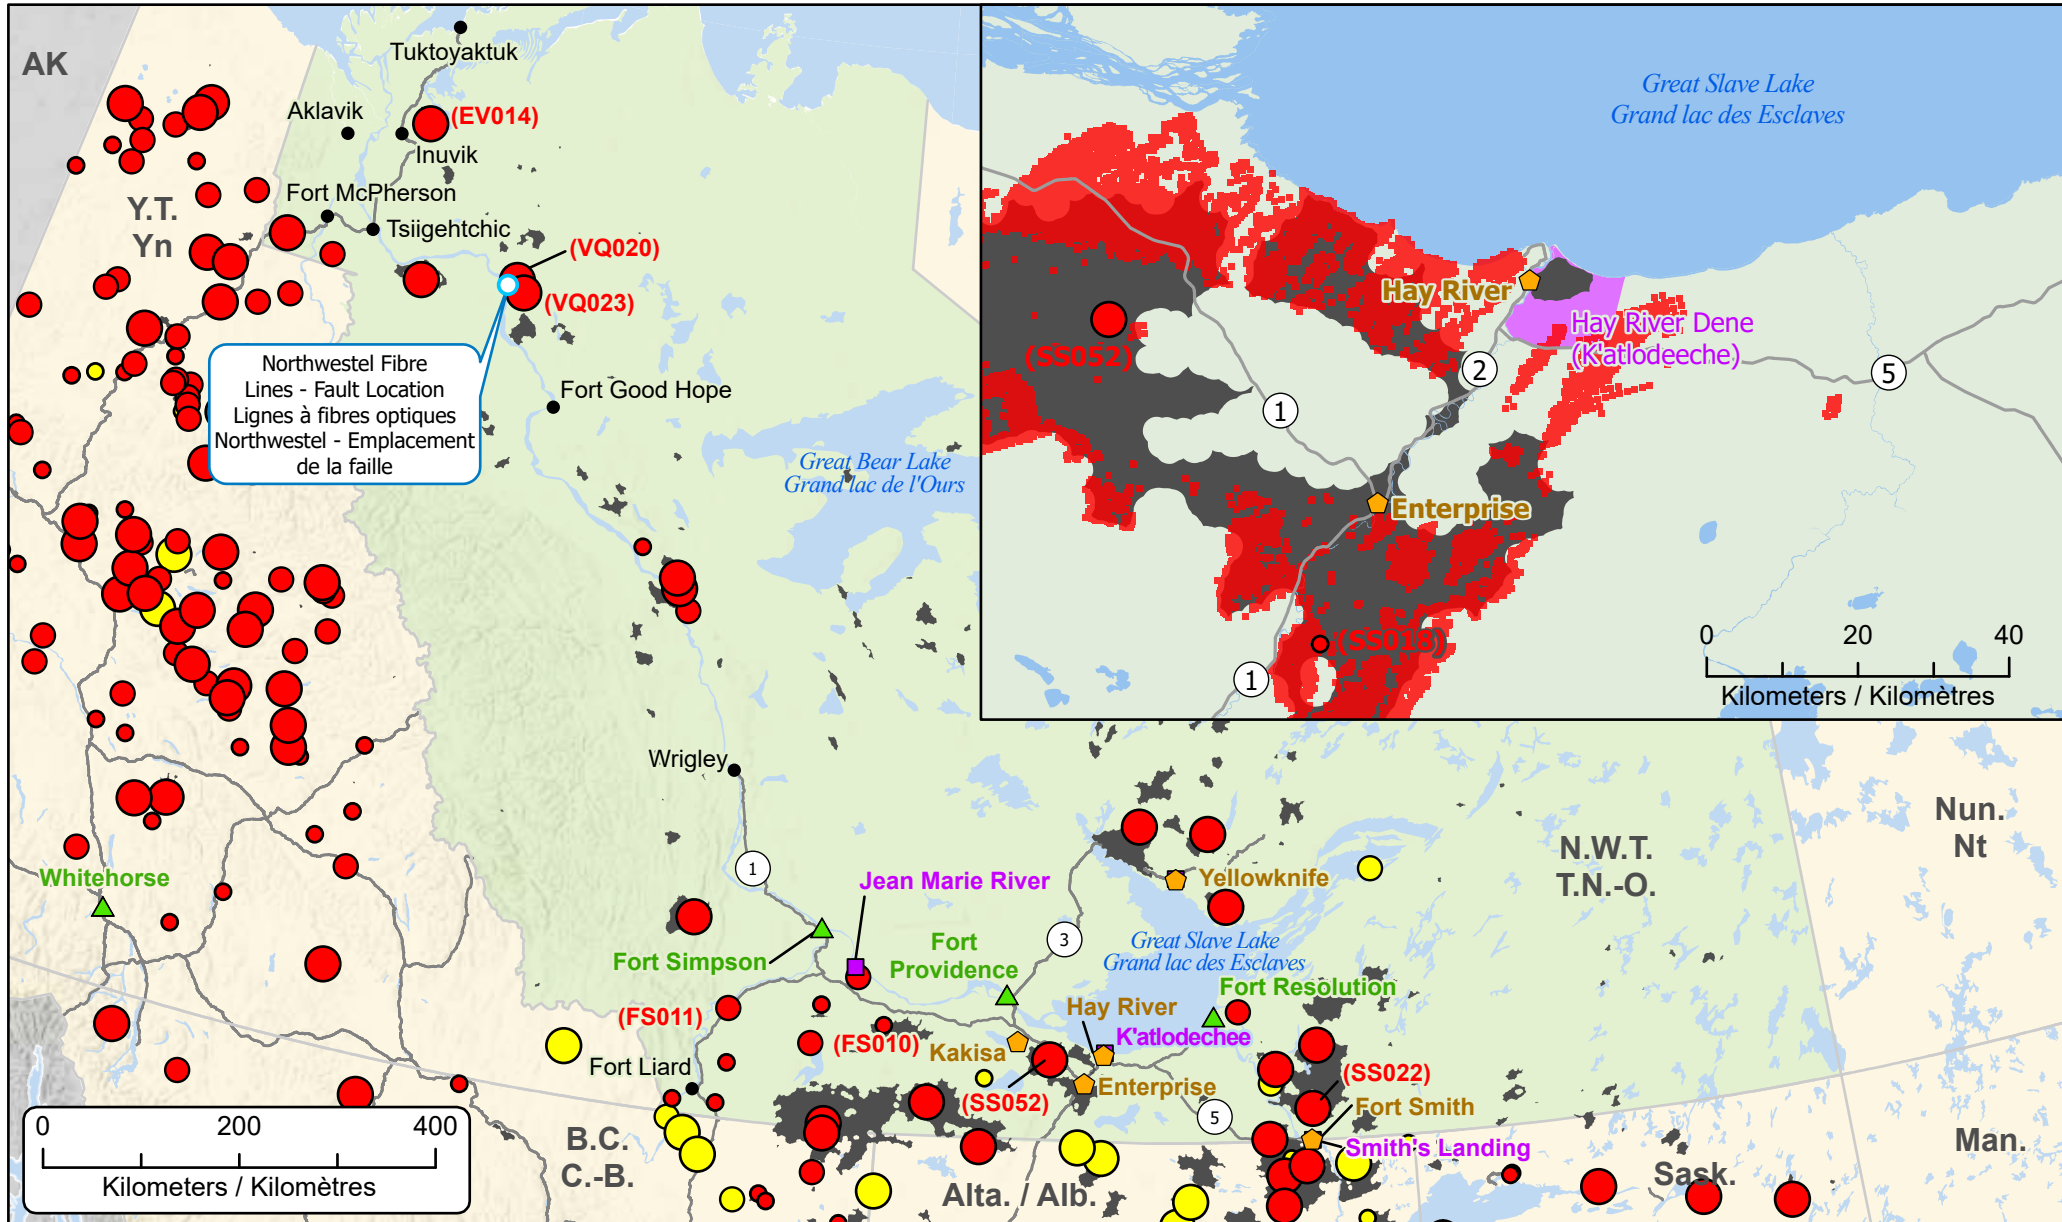 AK
Tuktoyaktuk
Aklavik
(EV014)
Inuvik
Fort McPherson
Y.T.
Yn
Tsiigehtchic
(VQ020)
(VQ023)
Northwestel Fibre
Lines - Fault Location
Lignes à fibres optiques
Northwestel - Emplacement
de la faille
Fort Good Hope
Great Bear Lake
Grand lac de l'Ours
Great Slave Lake
Grand lac des Esclaves
Hay River
Hay River Dene
(K'atlodeeche)
(SS052)
2
5
1
Enterprise
(SS018)
1
0 20 40
Kilometers / Kilomètres
Wrigley
1
Nun.
Nt
N.W.T.
T.N.-O.
Whitehorse
Jean Marie River
Yellowknife
3
Fort Simpson
Fort
Providence
Great Slave Lake
Grand lac des Esclaves
Fort Resolution
Hay River
K'atlodechee
(FS011)
(FS010)
Kakisa
Fort Liard
Enterprise
(SS052)
(SS022)
Fort Smith
5
Smith's Landing
0 200 400
Kilometers / Kilomètres
B.C.
C.-B.
Alta. / Alb.
Sask.
Man.